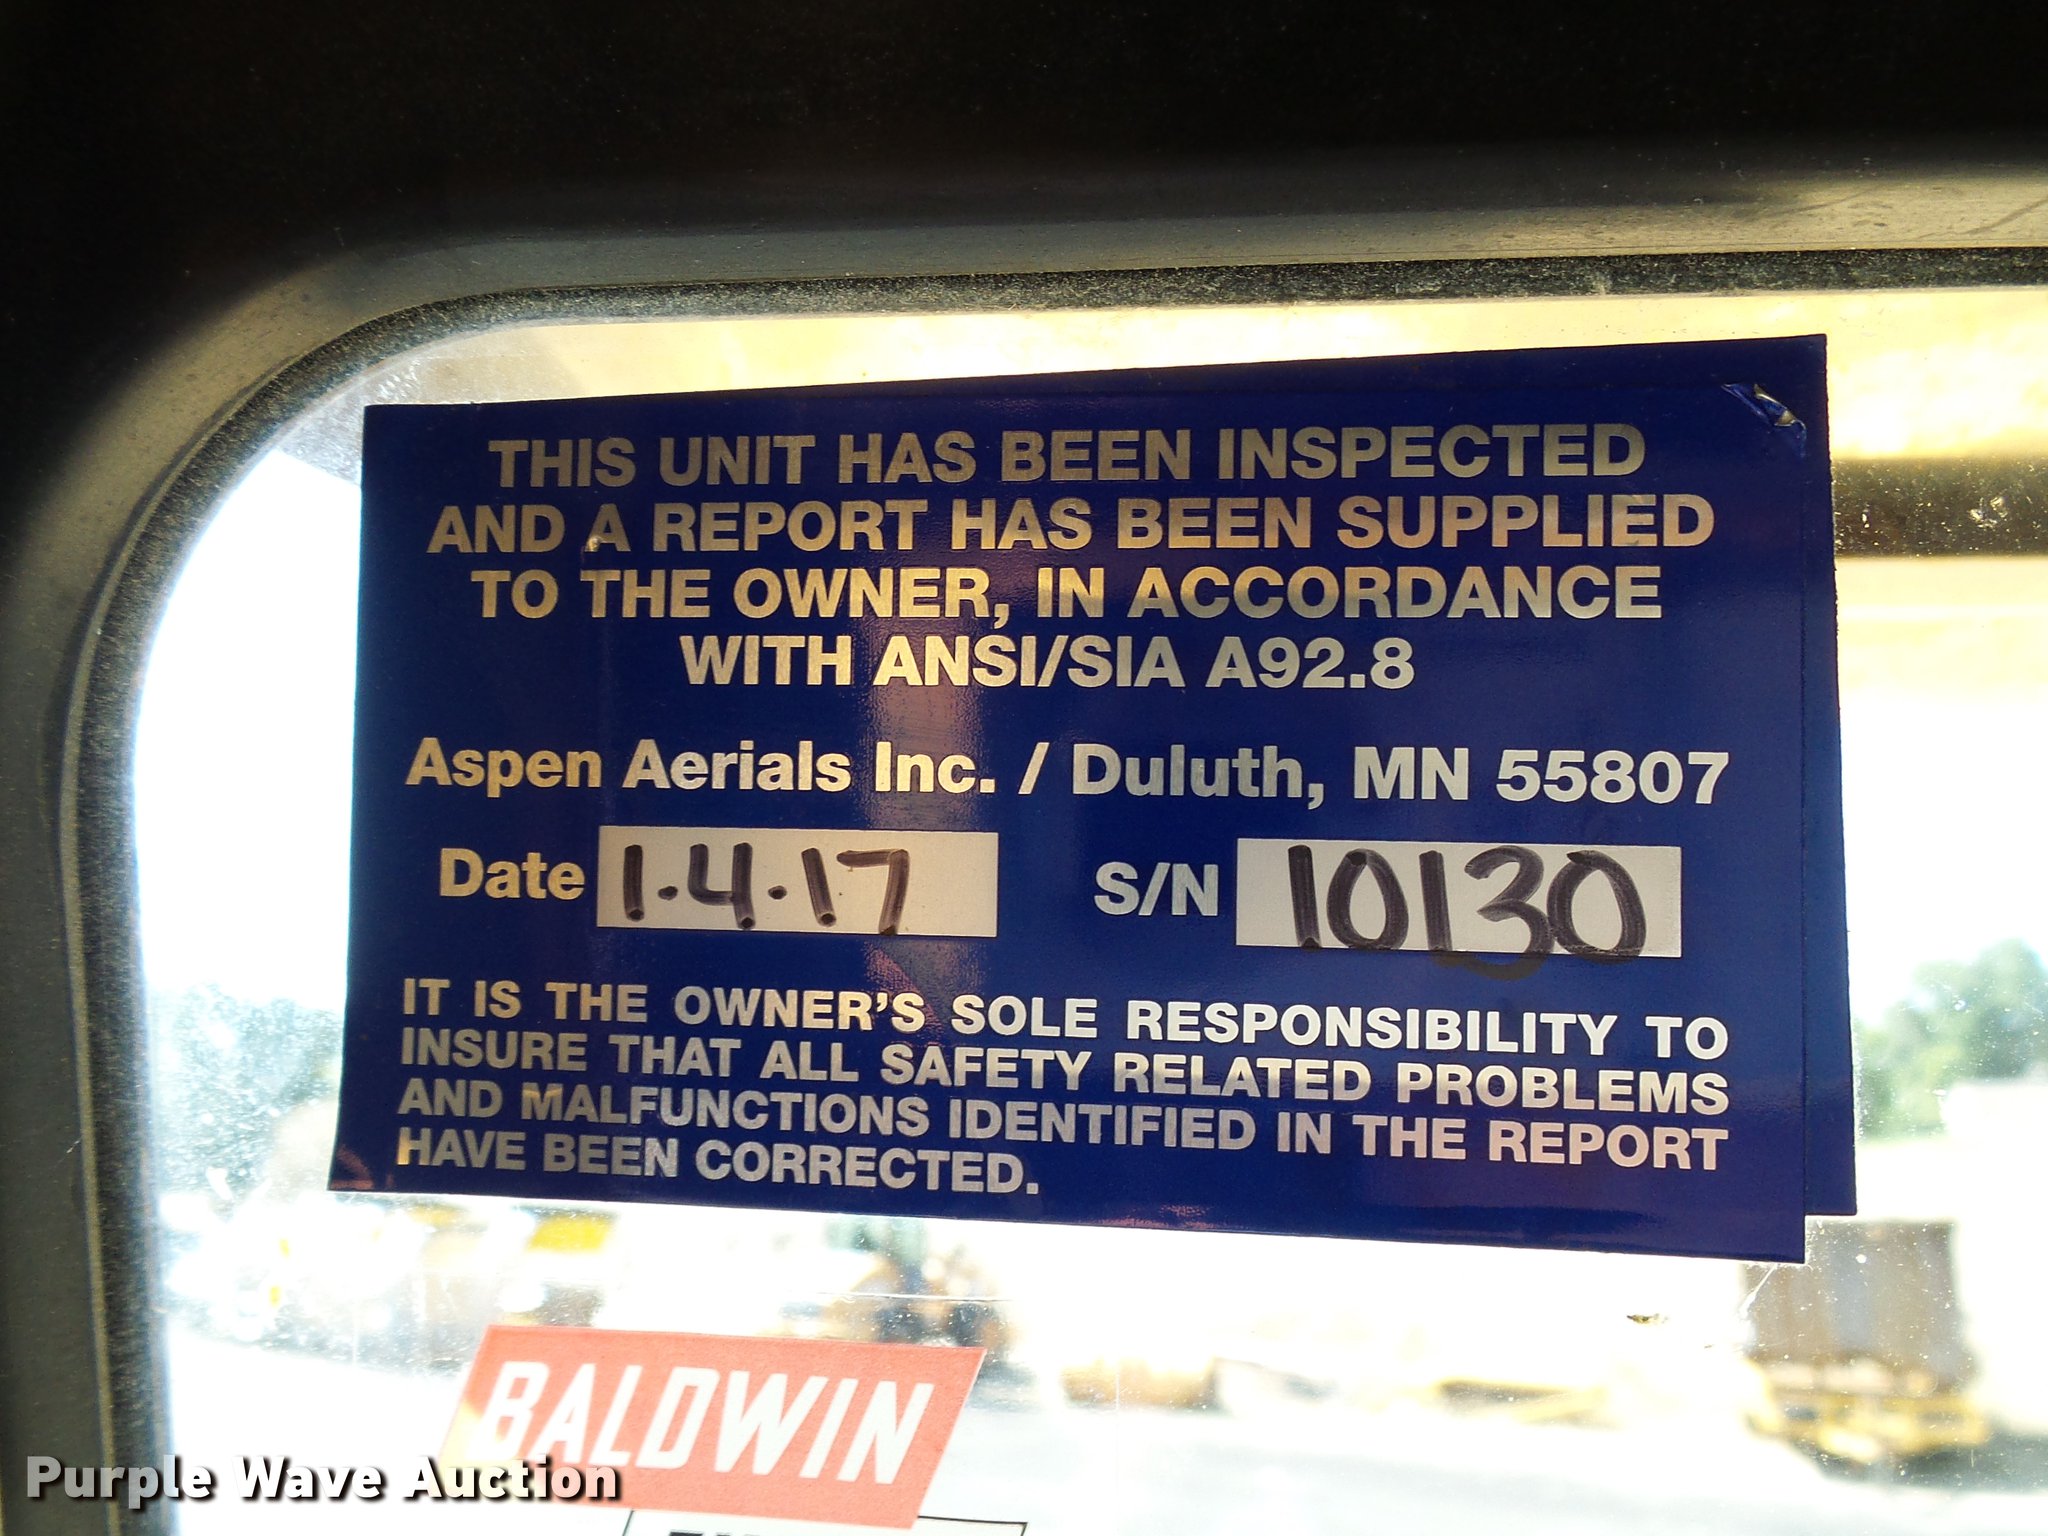 THIS UNIT HAS BEEN INSPECTED
AND A REPORT HAS BEEN SUPPLIED
TO THE OWNER, IN ACCORDANCE
WITH ANSI/SIA A92.8
Aspen Aerials Inc. / Duluth, MN 55807
Date 1.4.17 S/N 10130
IT IS THE OWNER'S SOLE RESPONSIBILITY TO
INSURE THAT ALL SAFETY RELATED PROBLEMS
AND MALFUNCTIONS IDENTIFIED IN THE REPORT
HAVE BEEN CORRECTED.
BALDWIN
Purple Wave Auction